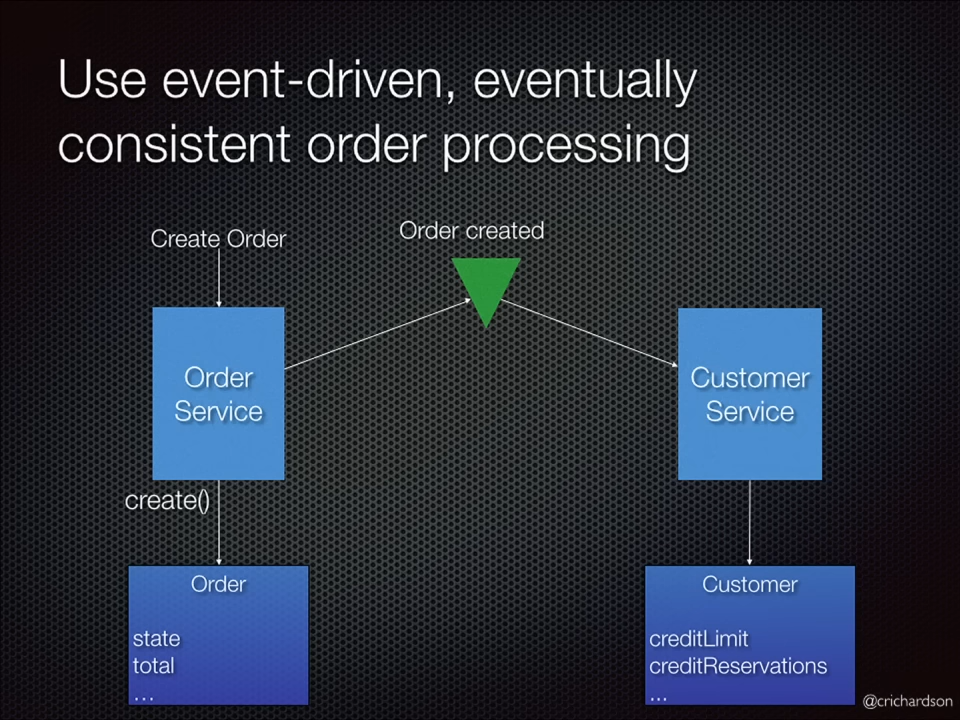 Use event-driven, eventually
consistent order processing
Create Order
Order created
Order
Service
Customer
Service
create()
Order
state
total
...
Customer
creditLimit
creditReservations
...
@crichardson